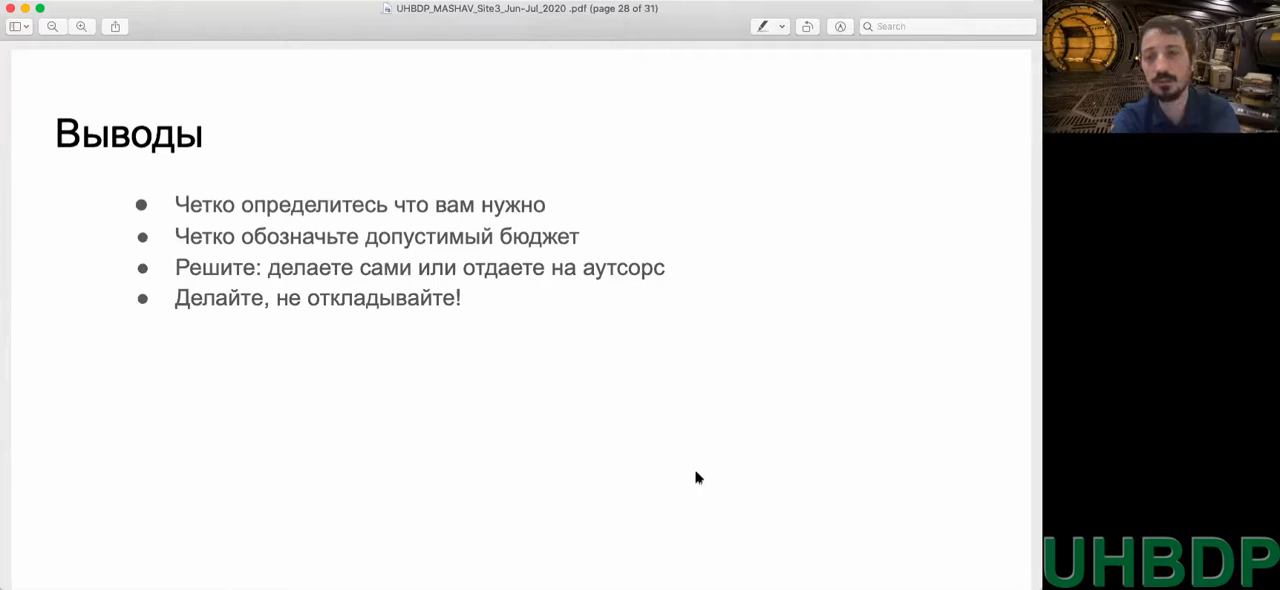 UHBDP_MASHAV_Site3_Jun-Jul_2020 .pdf (page 28 of 31)
Search
Выводы
● Четко определитесь что вам нужно
● Четко обозначьте допустимый бюджет
● Решите: делаете сами или отдаете на аутсорс
● Делайте, не откладывайте!
UHBDP